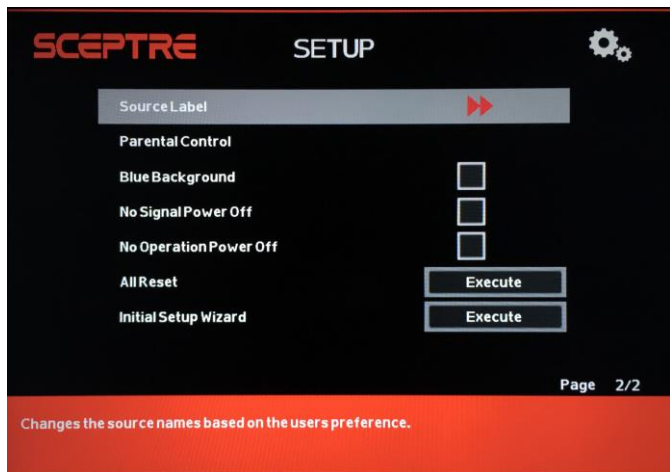 SCEPTRE SETUP
Source Label
Parental Control
Blue Background
No Signal Power Off
No Operation Power Off
All Reset Execute
Initial Setup Wizard Execute
Page 2/2
Changes the source names based on the users preference.